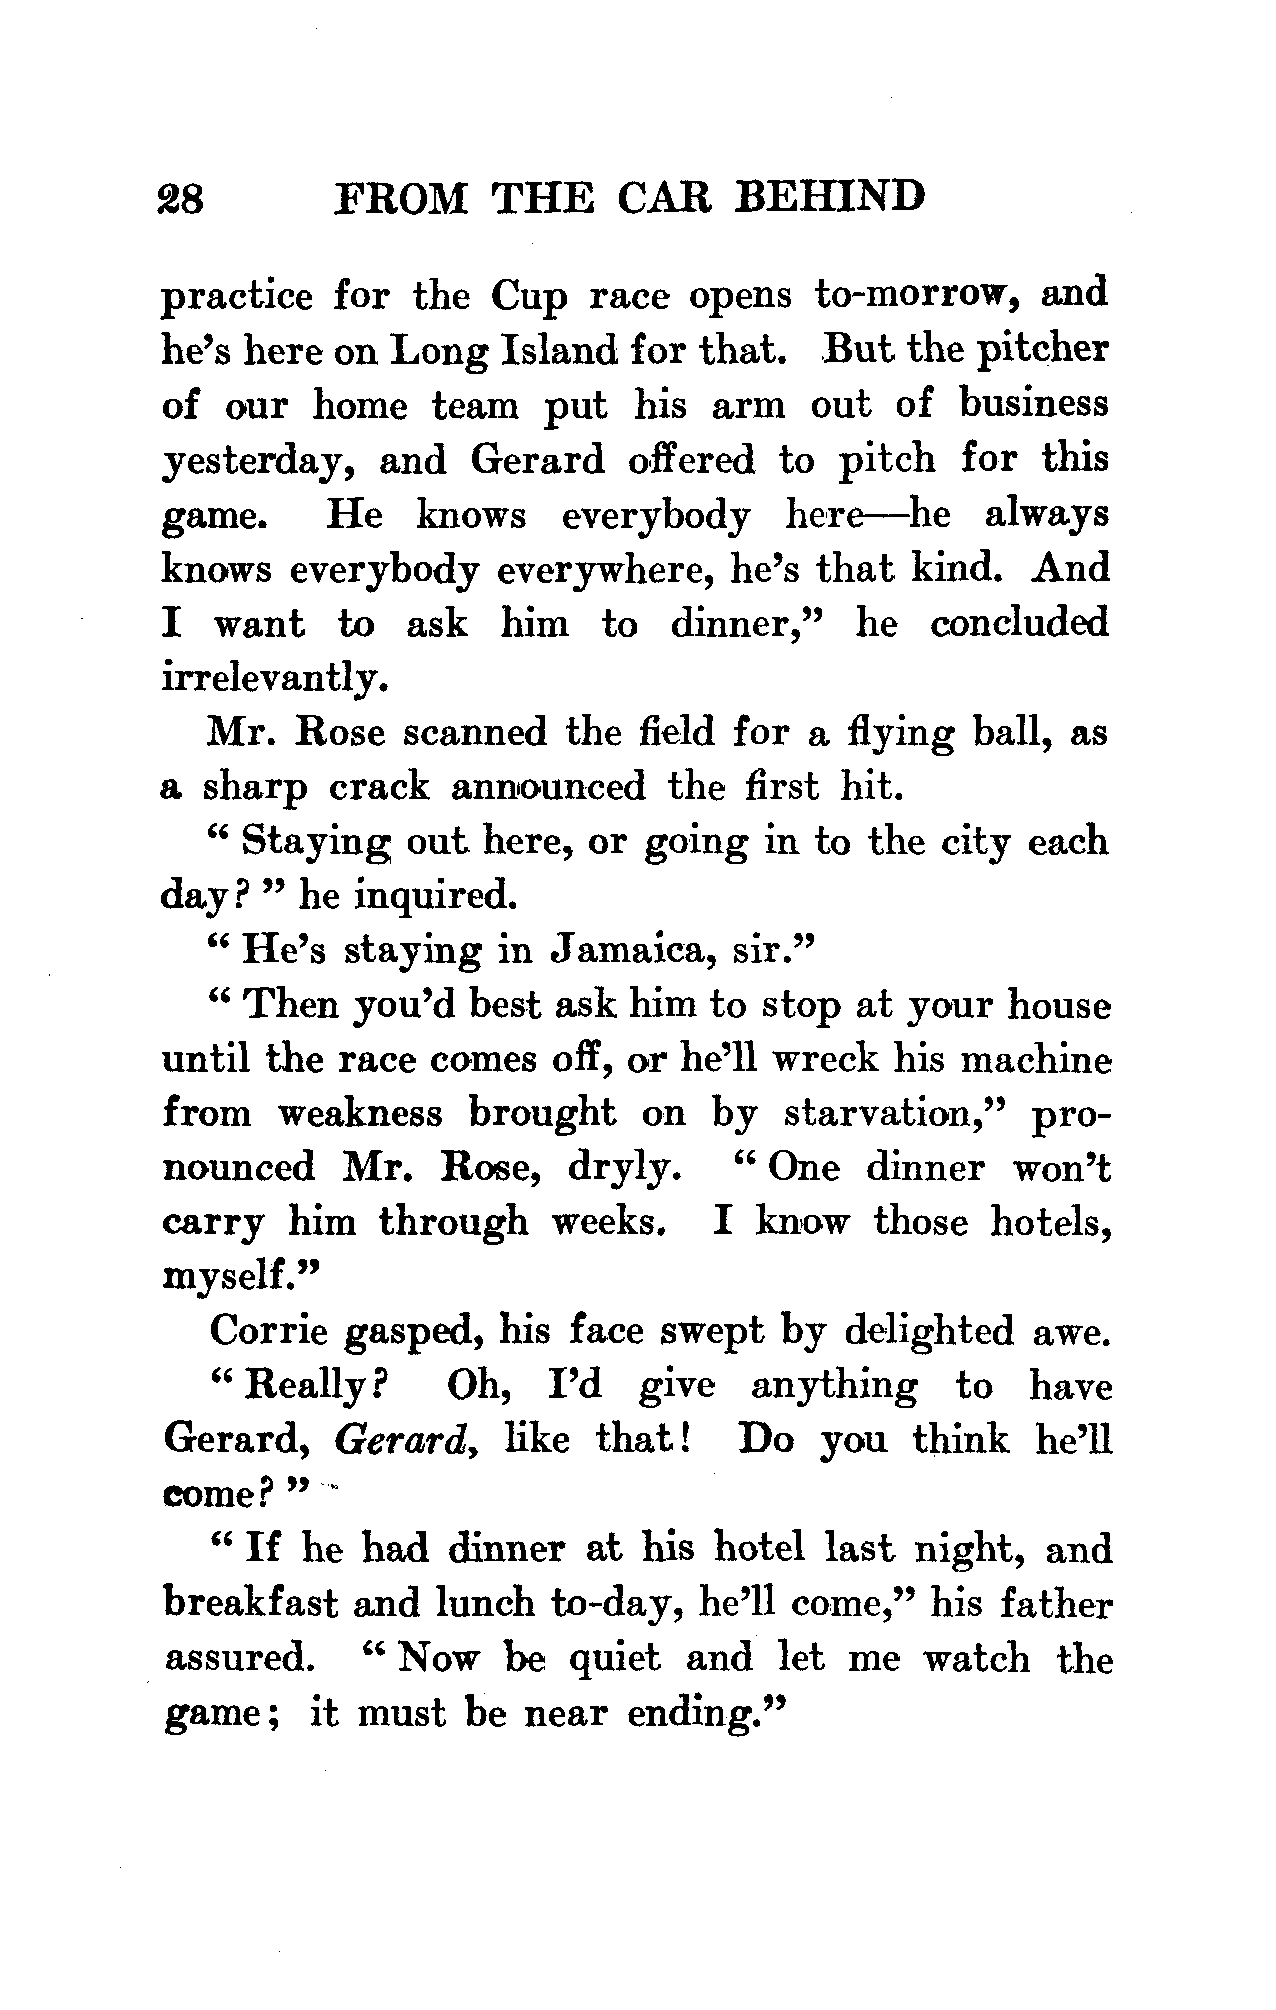 28 FROM THE CAR BEHIND
practice for the Cup race opens to-morrow, and
he's here on Long Island for that. But the pitcher
of our home team put his arm out of business
yesterday, and Gerard offered to pitch for this
game. He knows everybody here—he always
knows everybody everywhere, he's that kind. And
I want to ask him to dinner,” he concluded
irrelevantly.
Mr. Rose scanned the field for a flying ball, as
a sharp crack announced the first hit.
“ Staying out here, or going in to the city each
day? ” he inquired.
“ He's staying in Jamaica, sir.”
“ Then you'd best ask him to stop at your house
until the race comes off, or he'll wreck his machine
from weakness brought on by starvation,” pro-
nounced Mr. Rose, dryly. “ One dinner won't
carry him through weeks. I know those hotels,
myself.”
Corrie gasped, his face swept by delighted awe.
“ Really? Oh, I'd give anything to have
Gerard, Gerard, like that! Do you think he'll
come? ”
“ If he had dinner at his hotel last night, and
breakfast and lunch to-day, he'll come,” his father
assured. “ Now be quiet and let me watch the
game; it must be near ending.”